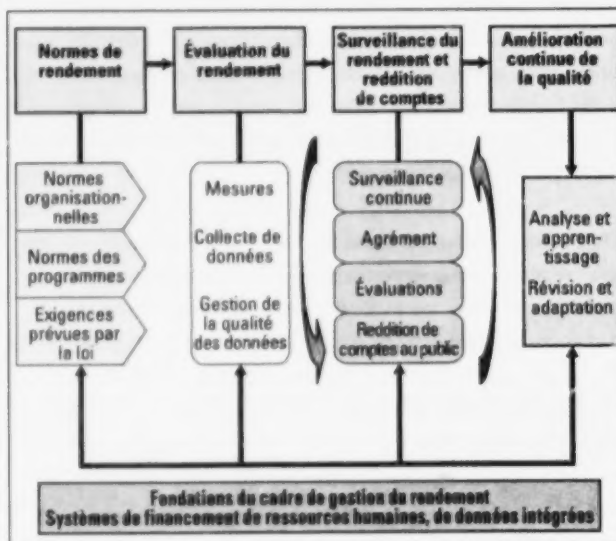 Normes de
rendement
Évaluation du
rendement
Surveillance du
rendement et
reddition
de comptes
Amélioration
continue de
la qualité
Normes
organisation-
nelles
Normes des
programmes
Exigences
prévues par
la loi
Mesures
Collecte de
données
Gestion de
la qualité
des données
Surveillance
continue
Agrément
Évaluations
Reddition de
comptes au public
Analyse et
appren-
tissage
Révision et
adaptation
Fondations du cadre de gestion du rendement
Systèmes de financement de ressources humaines, de données intégrées